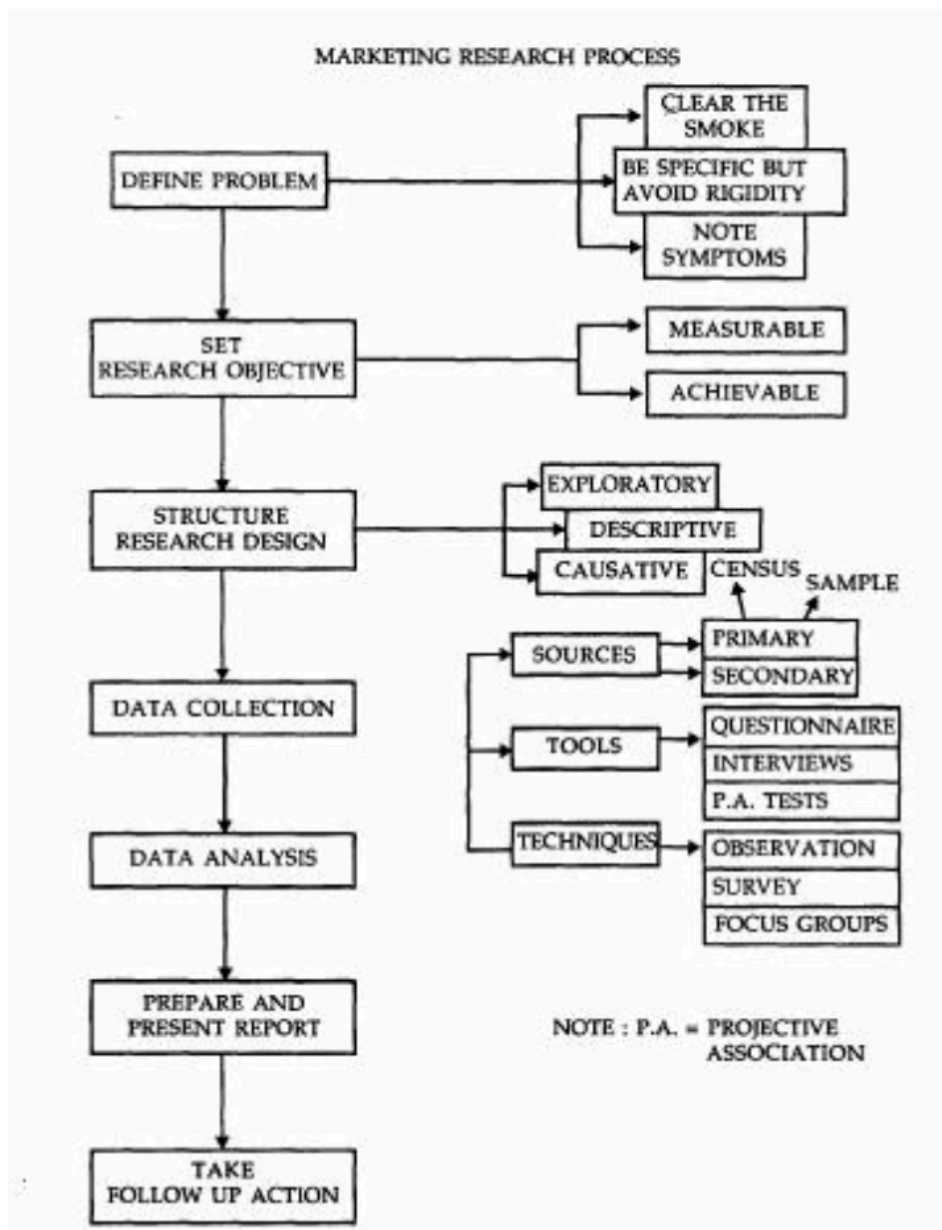 MARKETING RESEARCH PROCESS
CLEAR THE
SMOKE
DEFINE PROBLEM
BE SPECIFIC BUT
AVOID RIGIDITY
NOTE
SYMPTOMS
SET
RESEARCH OBJECTIVE
MEASURABLE
ACHIEVABLE
STRUCTURE
RESEARCH DESIGN
EXPLORATORY
DESCRIPTIVE
CAUSATIVE
CENSUS
SAMPLE
SOURCES
PRIMARY
SECONDARY
DATA COLLECTION
TOOLS
QUESTIONNAIRE
INTERVIEWS
P.A. TESTS
DATA ANALYSIS
TECHNIQUES
OBSERVATION
SURVEY
FOCUS GROUPS
PREPARE AND
PRESENT REPORT
NOTE : P.A. = PROJECTIVE
ASSOCIATION
TAKE
FOLLOW UP ACTION